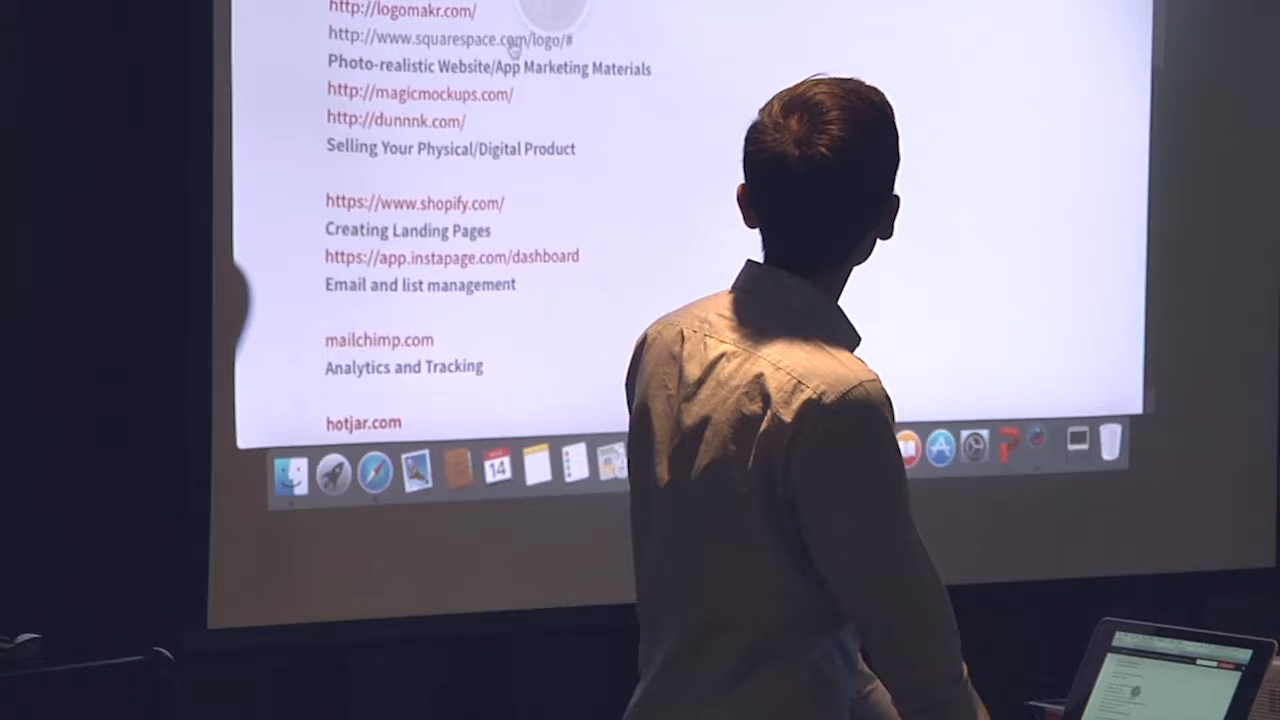 http://logomakr.com/
http://www.squarespace.com/logo/#
Photo-realistic Website/App Marketing Materials
http://magicmockups.com/
http://dunnnk.com/
Selling Your Physical/Digital Product
https://www.shopify.com/
Creating Landing Pages
https://app.instapage.com/dashboard
Email and list management
mailchimp.com
Analytics and Tracking
hotjar.com
14